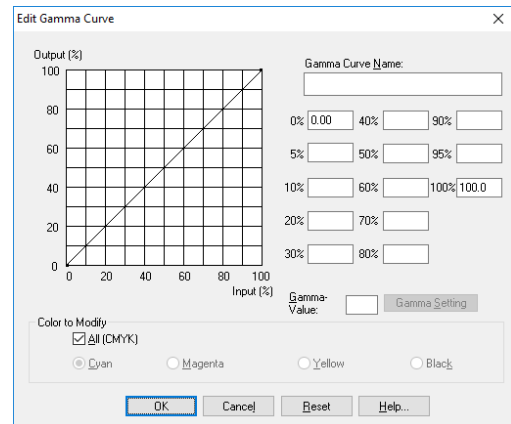 Edit Gamma Curve
Output (%)
100
80
60
40
20
0
0 20 40 60 80 100
Input (%)
Gamma Curve Name:
0% 0.00 40% 90%
5% 50% 95%
10% 60% 100% 100.0
20% 70%
30% 80%
Gamma-
Value:
Gamma Setting
Color to Modify
All (CMYK)
Cyan Magenta Yellow Black
OK Cancel Reset Help...